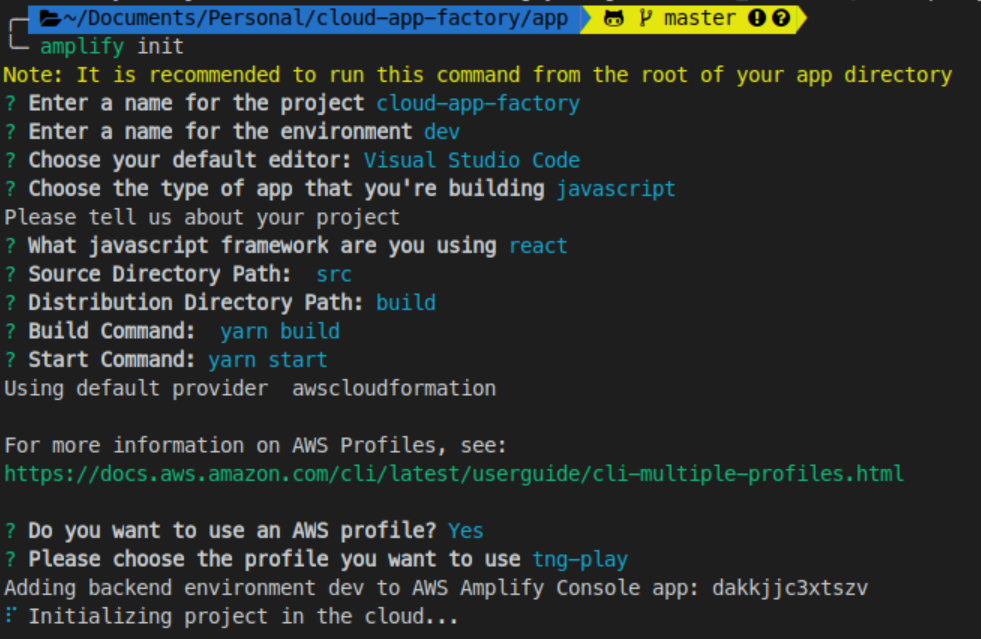 ~/Documents/Personal/cloud-app-factory/app master
amplify init
Note: It is recommended to run this command from the root of your app directory
? Enter a name for the project cloud-app-factory
? Enter a name for the environment dev
? Choose your default editor: Visual Studio Code
? Choose the type of app that you're building javascript
Please tell us about your project
? What javascript framework are you using react
? Source Directory Path:  src
? Distribution Directory Path: build
? Build Command:  yarn build
? Start Command: yarn start
Using default provider  awscloudformation
For more information on AWS Profiles, see:
https://docs.aws.amazon.com/cli/latest/userguide/cli-multiple-profiles.html
? Do you want to use an AWS profile? Yes
? Please choose the profile you want to use tng-play
Adding backend environment dev to AWS Amplify Console app: dakkjjc3xtszv
⠏ Initializing project in the cloud...